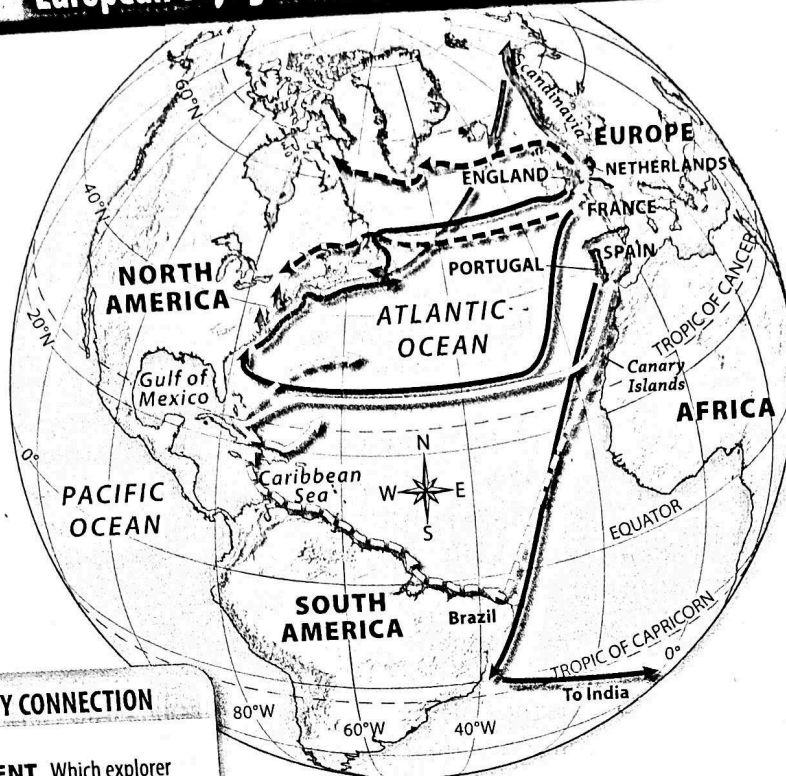 European
60°N
Scandinavia
EUROPE
NETHERLANDS
ENGLAND
FRANCE
40°N
SPAIN
PORTUGAL
NORTH
AMERICA
ATLANTIC
OCEAN
TROPIC OF CANCER
20°N
Canary
Islands
Gulf of
Mexico
AFRICA
N
W E
S
0°
Caribbean
Sea
PACIFIC
OCEAN
EQUATOR
SOUTH
AMERICA
Brazil
TROPIC OF CAPRICORN
0°
To India
80°W
60°W
40°W
Y CONNECTION
ENT Which explorer